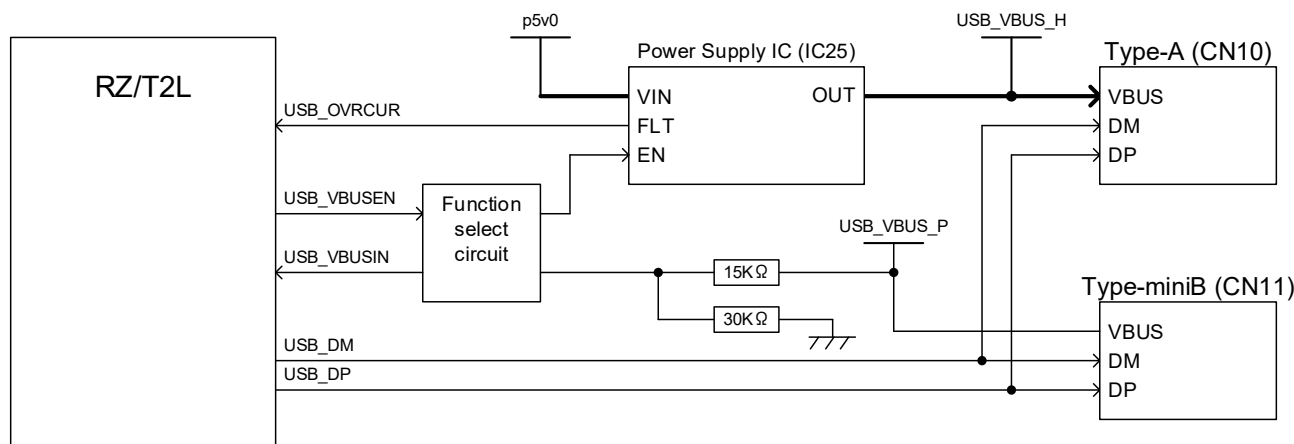 p5v0
USB_VBUS_H
RZ/T2L
Power Supply IC (IC25)
Type-A (CN10)
VIN
OUT
VBUS
USB_OVRCUR
FLT
DM
EN
DP
USB_VBUSEN
Function
select
circuit
USB_VBUS_P
USB_VBUSIN
15KΩ
Type-miniB (CN11)
30KΩ
VBUS
USB_DM
DM
USB_DP
DP